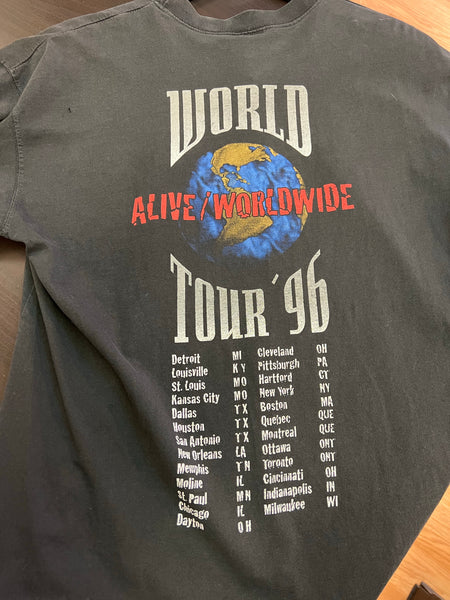 WORLD
ALIVE/WORLDWIDE
TOUR '96
Detroit MI
Louisville KY
St. Louis MO
Kansas City MO
Dallas TX
Houston TX
San Antonio TX
New Orleans LA
Memphis TN
Moline IL
St. Paul MN
Chicago IL
Dayton OH
Cleveland OH
Pittsburgh PA
Hartford CT
New York NY
Boston MA
Quebec QUE
Montreal QUE
Ottawa ONT
Toronto ONT
Cincinnati OH
Indianapolis IN
Milwaukee WI